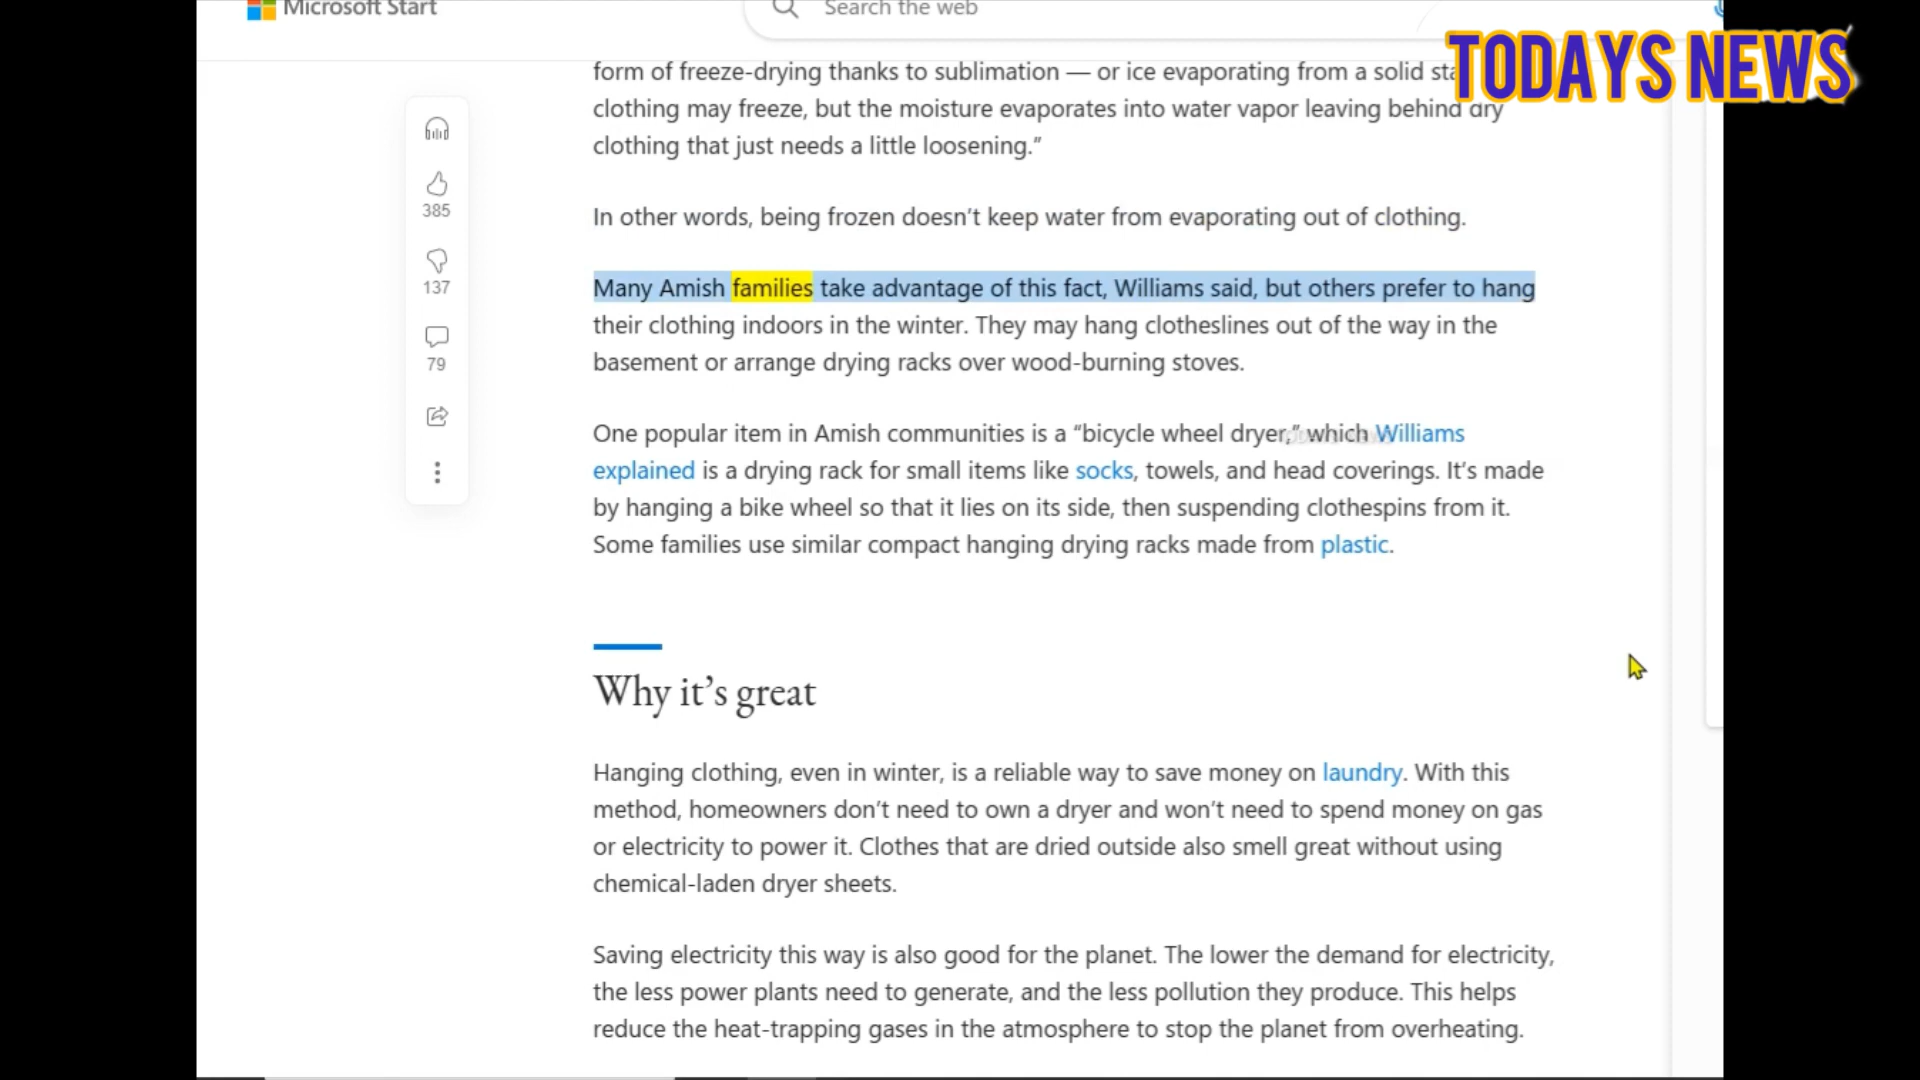 Microsoft Start
Search the web
TODAYS NEWS
form of freeze-drying thanks to sublimation — or ice evaporating from a solid
clothing may freeze, but the moisture evaporates into water vapor leaving behind dry
clothing that just needs a little loosening.”
In other words, being frozen doesn’t keep water from evaporating out of clothing.
Many Amish families take advantage of this fact, Williams said, but others prefer to hang
their clothing indoors in the winter. They may hang clotheslines out of the way in the
basement or arrange drying racks over wood-burning stoves.
One popular item in Amish communities is a “bicycle wheel dryer,” which Williams
explained is a drying rack for small items like socks, towels, and head coverings. It’s made
by hanging a bike wheel so that it lies on its side, then suspending clothespins from it.
Some families use similar compact hanging drying racks made from plastic.
385
137
79
Why it’s great
Hanging clothing, even in winter, is a reliable way to save money on laundry. With this
method, homeowners don’t need to own a dryer and won’t need to spend money on gas
or electricity to power it. Clothes that are dried outside also smell great without using
chemical-laden dryer sheets.
Saving electricity this way is also good for the planet. The lower the demand for electricity,
the less power plants need to generate, and the less pollution they produce. This helps
reduce the heat-trapping gases in the atmosphere to stop the planet from overheating.